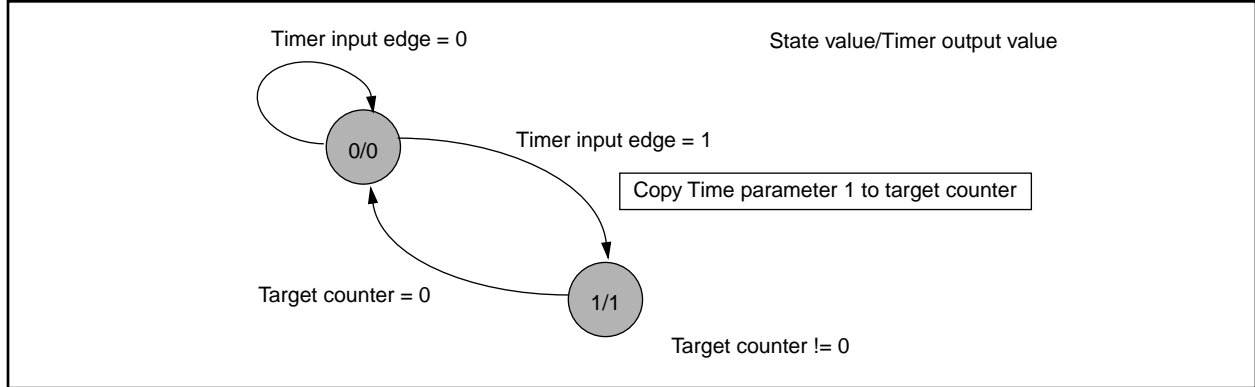 Timer input edge = 0
State value/Timer output value
0/0
Timer input edge = 1
Copy Time parameter 1 to target counter
Target counter = 0
1/1
Target counter != 0